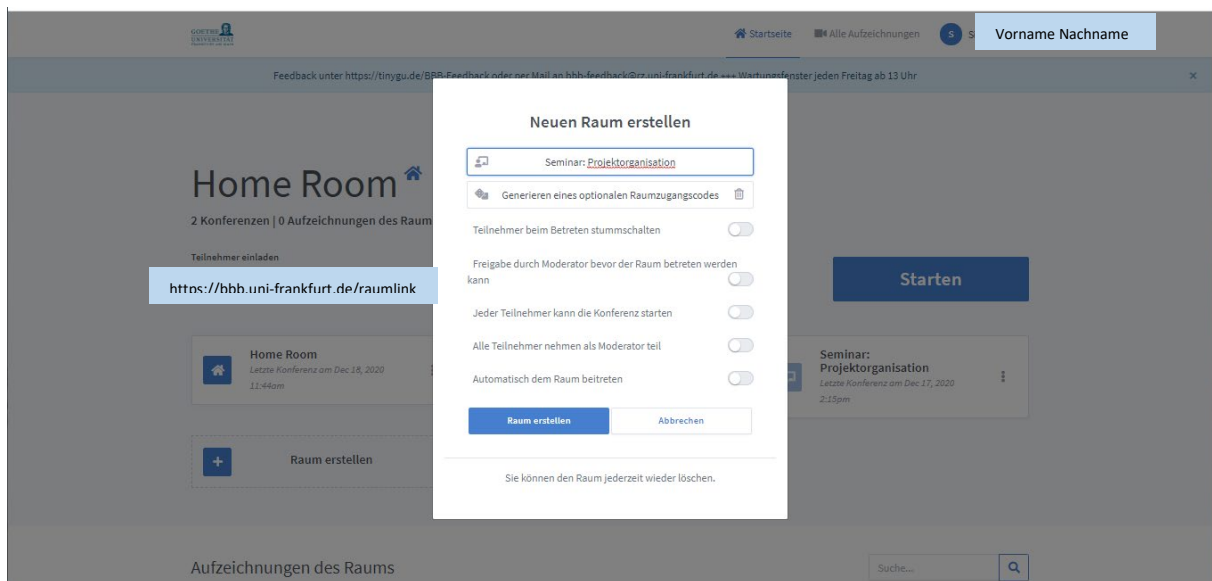 GOETHE
UNIVERSITÄT
FRANKFURT AM MAIN
Startseite
Alle Aufzeichnungen
S
S
Vorname Nachname
Feedback unter https://tinygu.de/BBB-Feedback oder per Mail an bbb-feedback@rz.uni-frankfurt.de +++ Wartungsfenster jeden Freitag ab 13 Uhr
×
Neuen Raum erstellen
Seminar: Projektorganisation
Generieren eines optionalen Raumzugangscodes
Teilnehmer beim Betreten stummschalten
Freigabe durch Moderator bevor der Raum betreten werden
kann
Jeder Teilnehmer kann die Konferenz starten
Alle Teilnehmer nehmen als Moderator teil
Automatisch dem Raum beitreten
Raum erstellen
Abbrechen
Sie können den Raum jederzeit wieder löschen.
Home Room
2 Konferenzen | 0 Aufzeichnungen des Raum
Teilnehmer einladen
https://bbb.uni-frankfurt.de/raumlink
Starten
Home Room
Letzte Konferenz am Dec 18, 2020
11:44am
Seminar:
Projektorganisation
Letzte Konferenz am Dec 17, 2020
2:15pm
Raum erstellen
Aufzeichnungen des Raums
Suche...